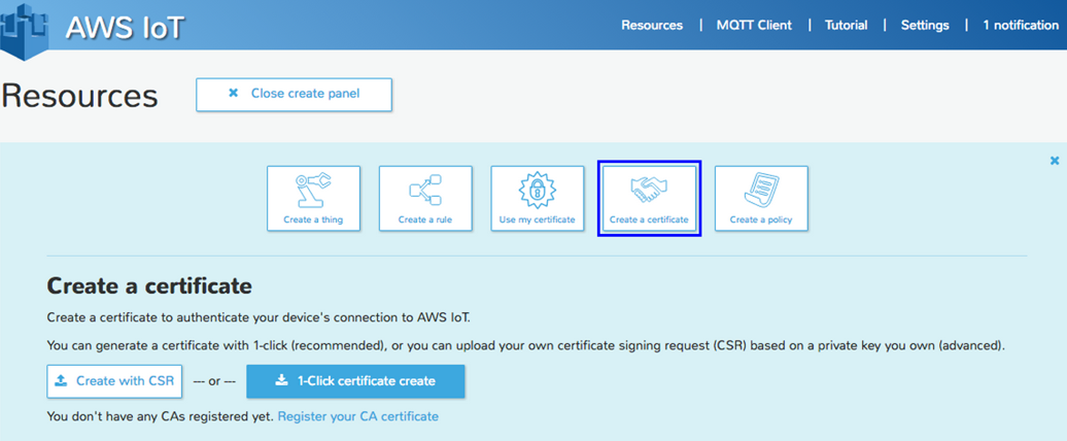 AWS IoT
Resources | MQTT Client | Tutorial | Settings | 1 notification
Resources
Close create panel
Create a thing
Create a rule
Use my certificate
Create a certificate
Create a policy
Create a certificate
Create a certificate to authenticate your device's connection to AWS IoT.
You can generate a certificate with 1-click (recommended), or you can upload your own certificate signing request (CSR) based on a private key you own (advanced).
Create with CSR --- or --- 1-Click certificate create
You don't have any CAs registered yet. Register your CA certificate